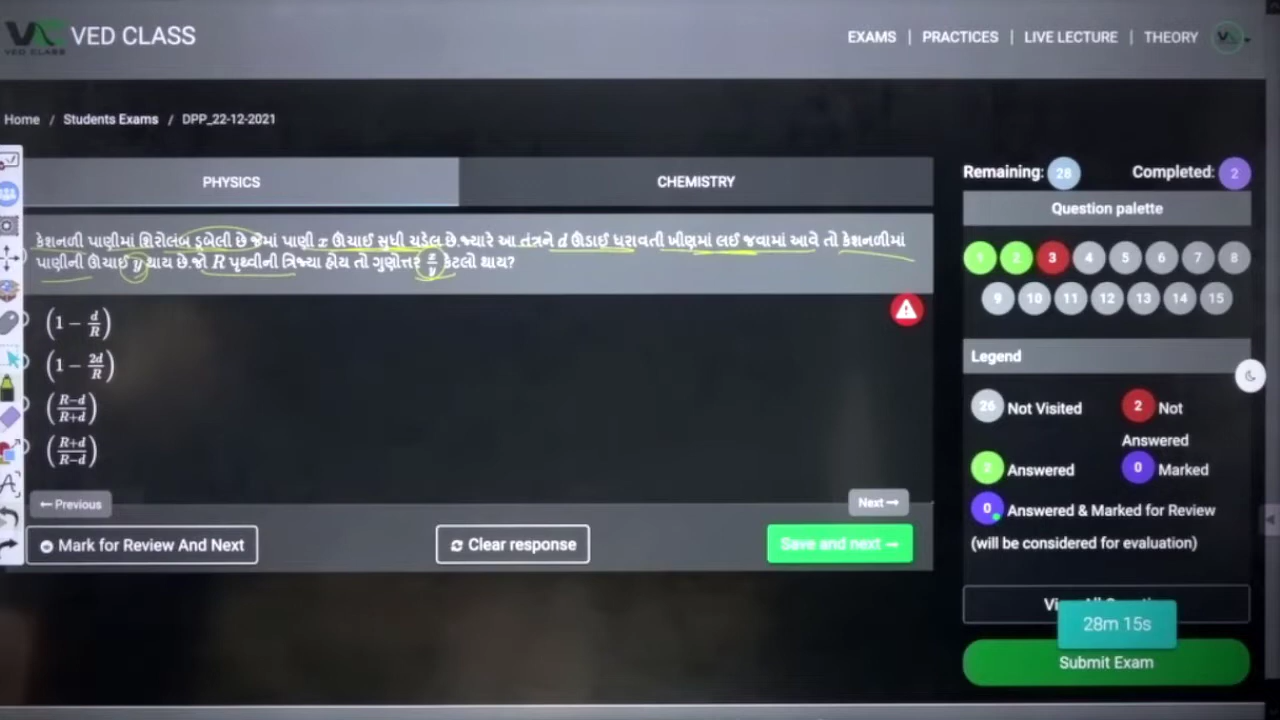 VED CLASS
VED CLASS
EXAMS | PRACTICES | LIVE LECTURE | THEORY
Home / Students Exams / DPP_22-12-2021
PHYSICS
CHEMISTRY
કેશનળી પાણીમાં શિરોલંબ ડૂબેલી છે જેમાં પાણી x ઊંચાઈ સુધી ચડેલ છે.જ્યારે આ તંત્રને d ઊંડાઈ ધરાવતી ખીણમાં લઈ જવામાં આવે તો કેશનળીમાં
પાણીની ઊંચાઈ y થાય છે.જો R પૃથ્વીની ત્રિજ્યા હોય તો ગુણોત્તર x/y કેટલો થાય?
(1 − d/R)
(1 − 2d/R)
(R−d/R+d)
(R+d/R−d)
← Previous
Next →
Mark for Review And Next
Clear response
Save and next →
Remaining: 28
Completed: 2
Question palette
1 2 3 4 5 6 7 8
9 10 11 12 13 14 15
Legend
26 Not Visited
2 Not Answered
2 Answered
0 Marked
0 Answered & Marked for Review
(will be considered for evaluation)
28m 15s
Submit Exam